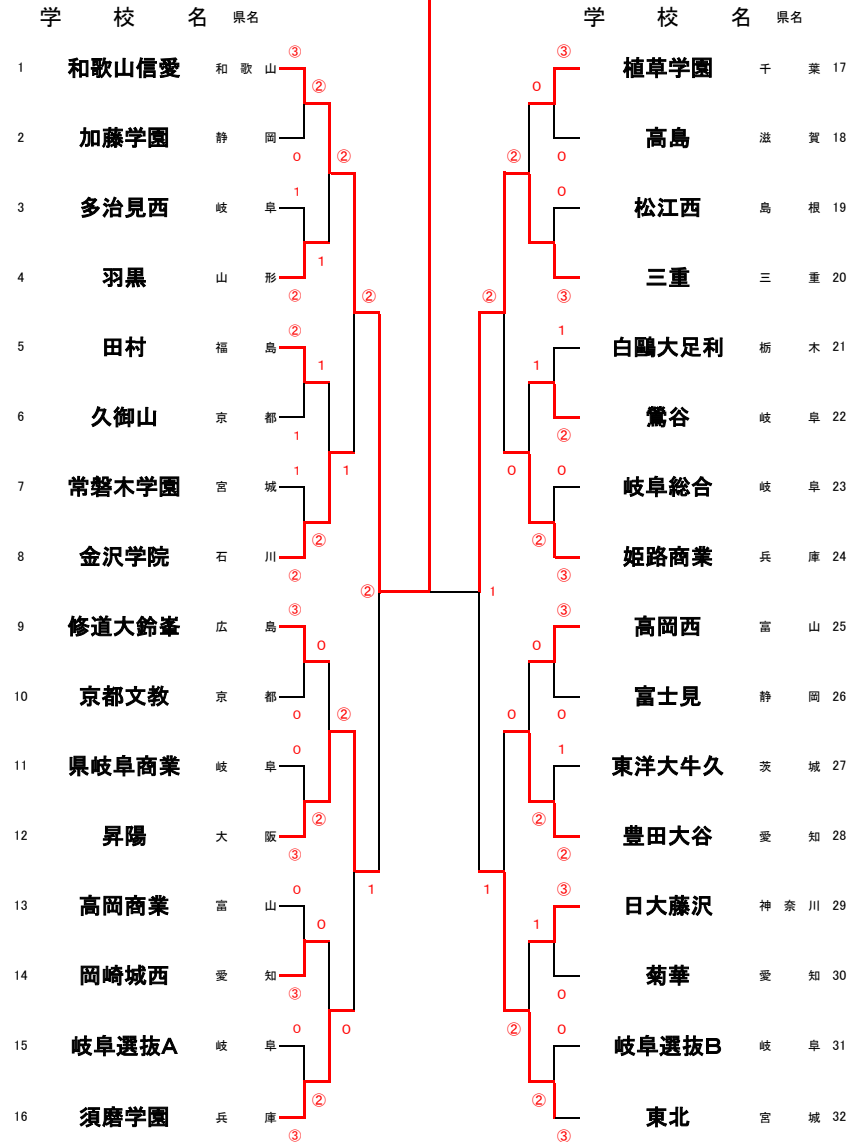 学 校 名 県名 学 校 名 県名
③ ③
1 和歌山信愛 和歌山 植草学園 千葉 17
② 0
2 加藤学園 静岡 高島 滋賀 18
0 ② ② 0
1 0
3 多治見西 岐阜 松江西 島根 19
1
4 羽黒 山形 三重 三重 20
② ② ② ③
② 1
5 田村 福島 白鷗大足利 栃木 21
1 1
6 久御山 京都 鶯谷 岐阜 22
1 ②
1 1 0 0
7 常磐木学園 宮城 岐阜総合 岐阜 23
② ②
8 金沢学院 石川 姫路商業 兵庫 24
② ③
② 1
③ ③
9 修道大鈴峯 広島 高岡西 富山 25
0 0
10 京都文教 京都 富士見 静岡 26
0 ② 0 0
0 1
11 県岐阜商業 岐阜 東洋大牛久 茨城 27
② ②
12 昇陽 大阪 豊田大谷 愛知 28
③ ②
0 1 1 ③
13 高岡商業 富山 日大藤沢 神奈川 29
0 1
14 岡崎城西 愛知 菊華 愛知 30
③ 0
0 0 ② 0
15 岐阜選抜A 岐阜 岐阜選抜B 岐阜 31
② ②
16 須磨学園 兵庫 東北 宮城 32
③ ③